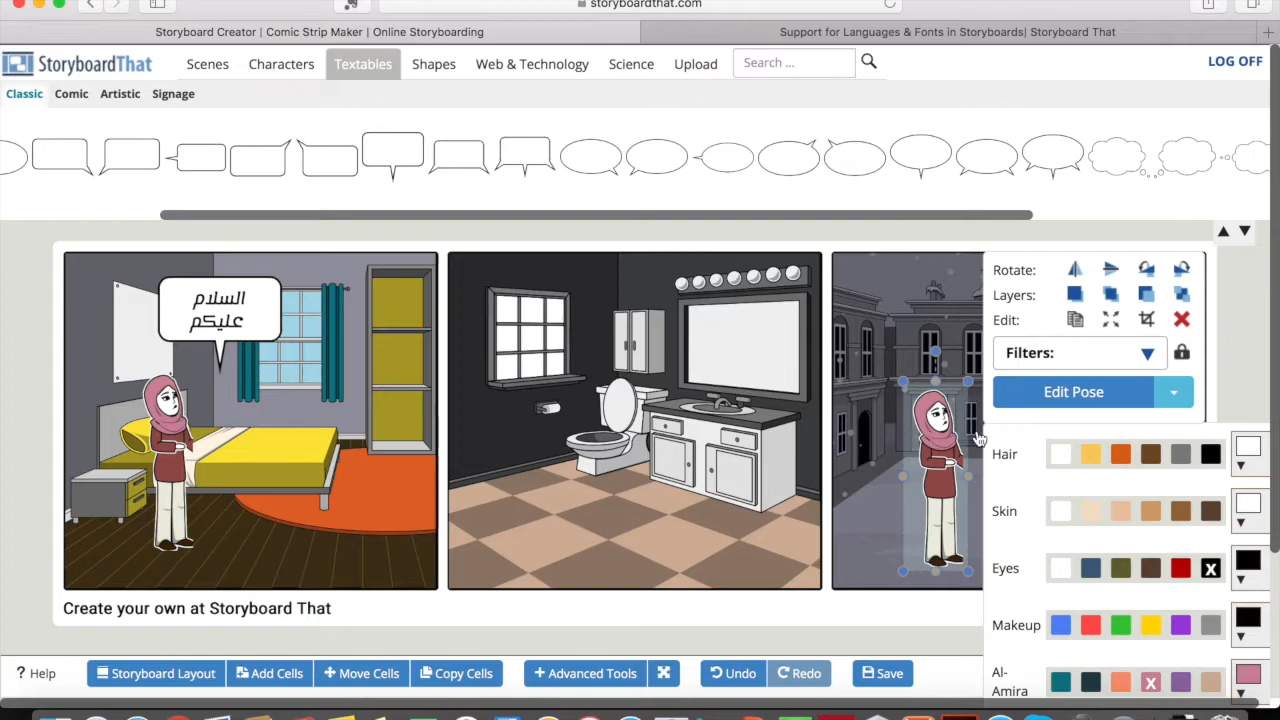 storyboardthat.com
Storyboard Creator | Comic Strip Maker | Online Storyboarding
Support for Languages & Fonts in Storyboards| Storyboard That
StoryboardThat
Scenes
Characters
Textables
Shapes
Web & Technology
Science
Upload
Search ...
LOG OFF
Classic
Comic
Artistic
Signage
السلام
عليكم
Create your own at Storyboard That
Rotate:
Layers:
Edit:
Filters:
Edit Pose
Hair
Skin
Eyes
X
Makeup
Al-
Amira
X
? Help
Storyboard Layout
Add Cells
Move Cells
Copy Cells
+ Advanced Tools
Undo
Redo
Save